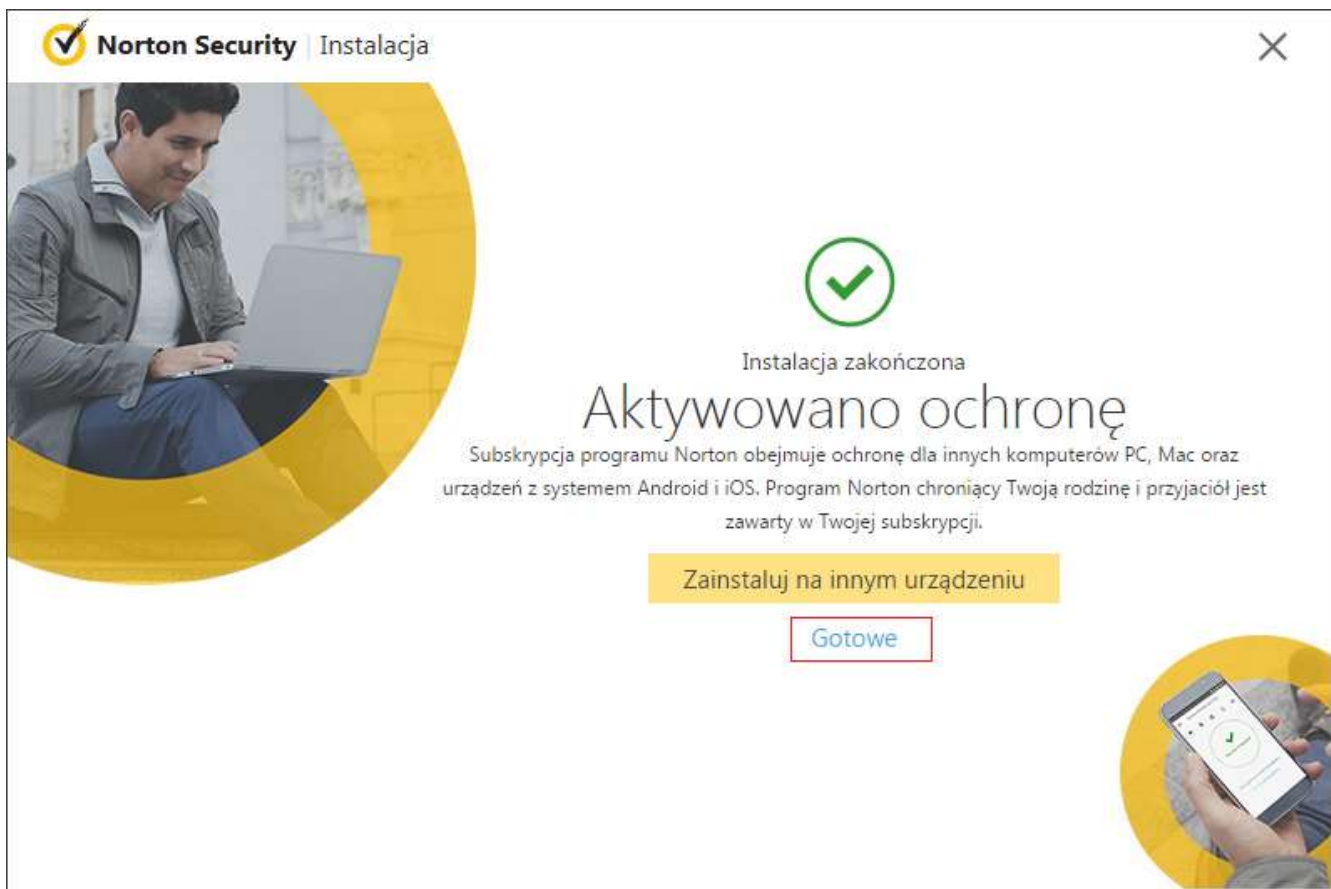 Norton Security | Instalacja
Instalacja zakończona
Aktywowano ochronę
Subskrypcja programu Norton obejmuje ochronę dla innych komputerów PC, Mac oraz
urządzeń z systemem Android i iOS. Program Norton chroniący Twoją rodzinę i przyjaciół jest
zawarty w Twojej subskrypcji.
Zainstaluj na innym urządzeniu
Gotowe